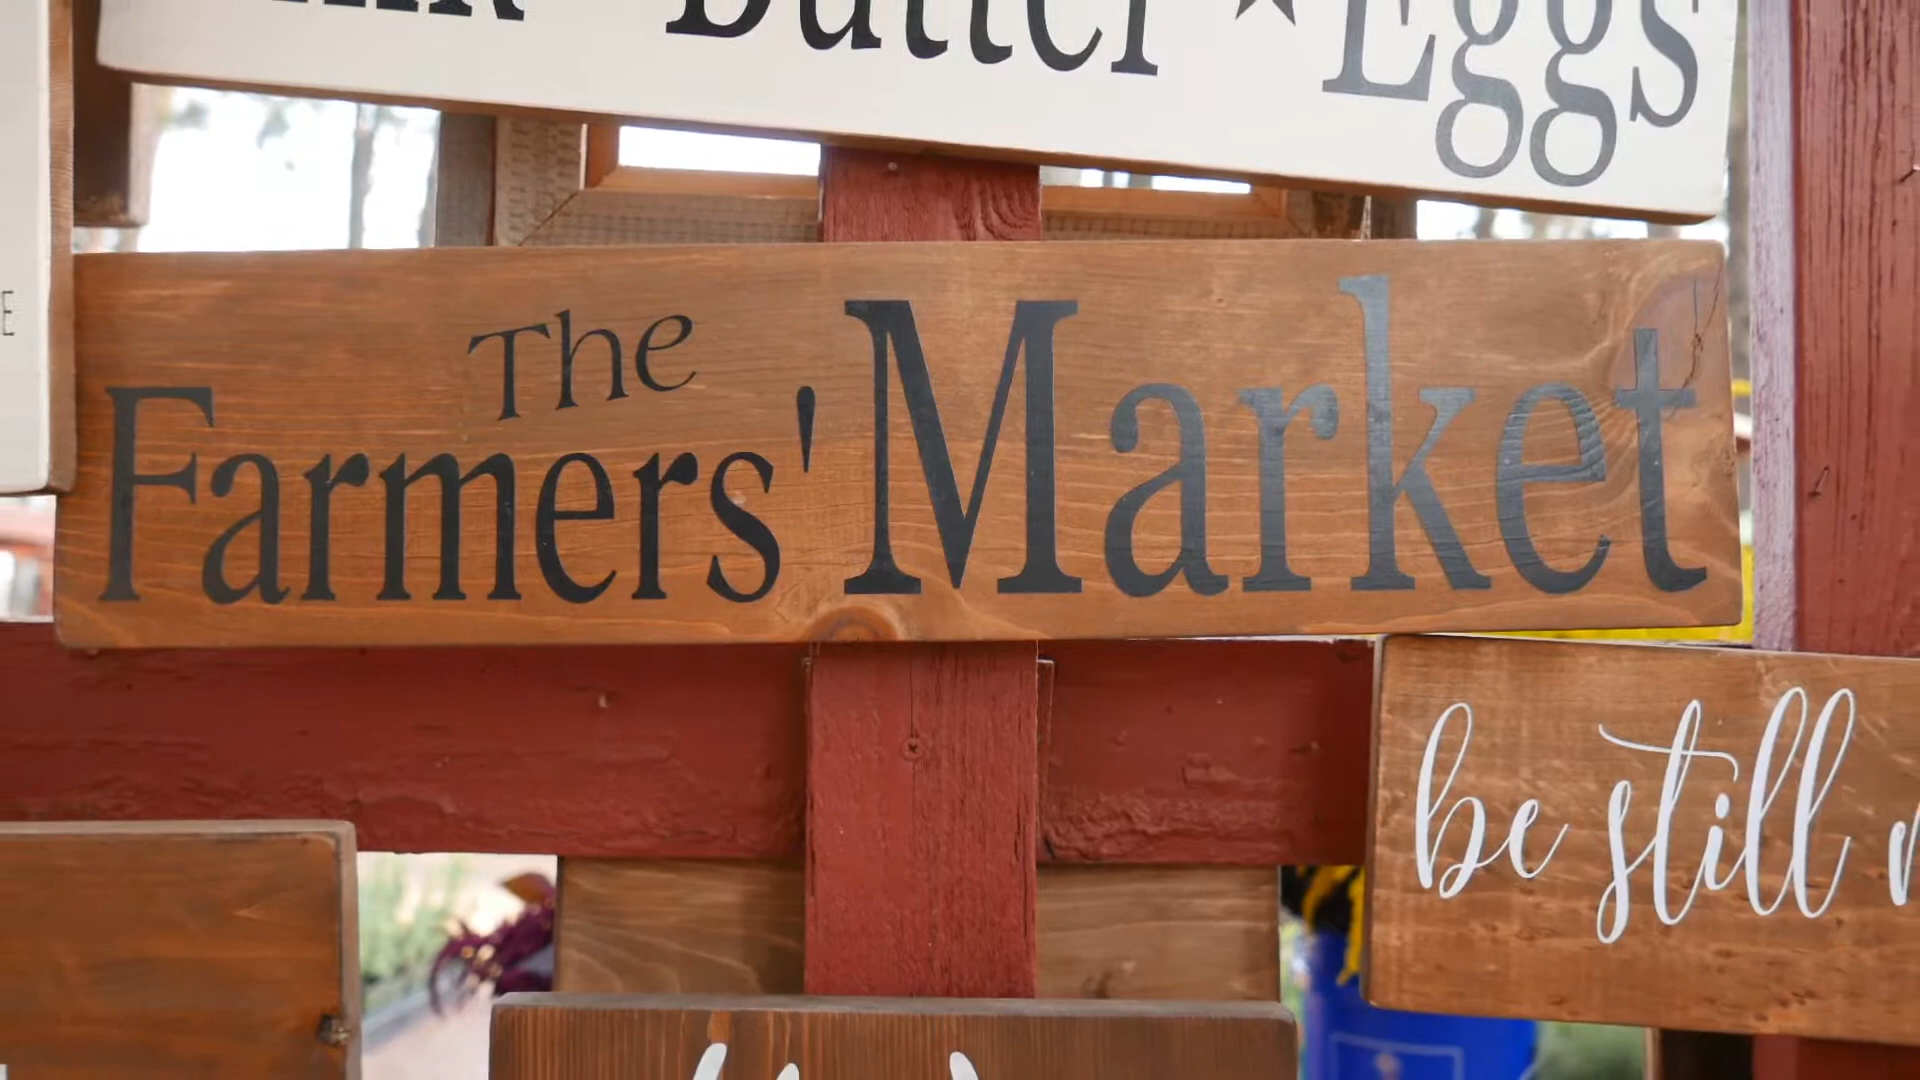 Butter ★ Eggs
E
The
Farmers' Market
be still